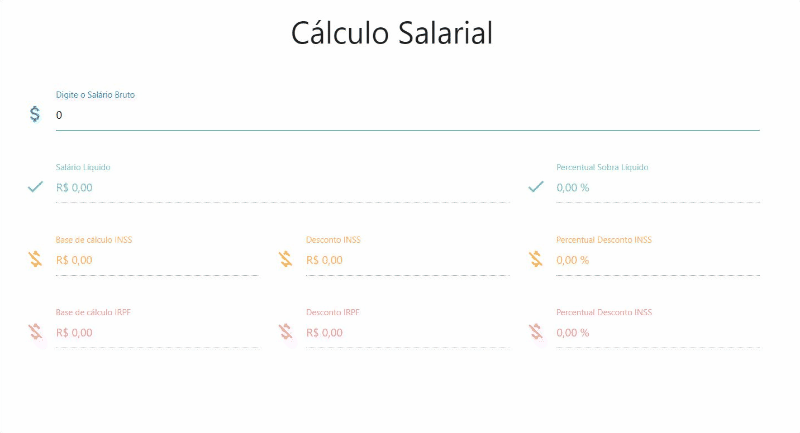 Cálculo Salarial
Digite o Salário Bruto
0
Salário Líquido
Percentual Sobra Líquido
R$ 0,00
0,00 %
Base de cálculo INSS
Desconto INSS
Percentual Desconto INSS
R$ 0,00
R$ 0,00
0,00 %
Base de cálculo IRPF
Desconto IRPF
Percentual Desconto INSS
R$ 0,00
R$ 0,00
0,00 %